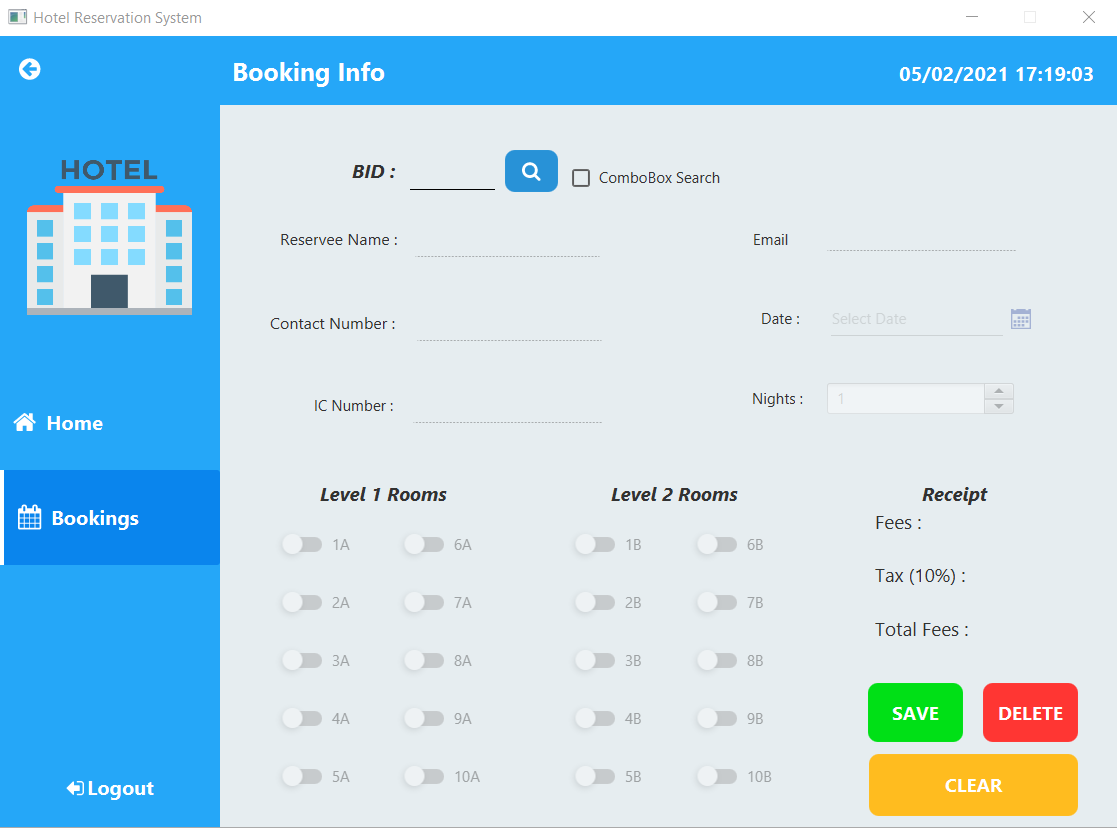 Hotel Reservation System
Booking Info
05/02/2021 17:19:03
HOTEL
Home
Bookings
Logout
BID :
ComboBox Search
Reservee Name :
Email
Contact Number :
Date :
Select Date
IC Number :
Nights :
1
Level 1 Rooms
1A
6A
2A
7A
3A
8A
4A
9A
5A
10A
Level 2 Rooms
1B
6B
2B
7B
3B
8B
4B
9B
5B
10B
Receipt
Fees :
Tax (10%) :
Total Fees :
SAVE
DELETE
CLEAR